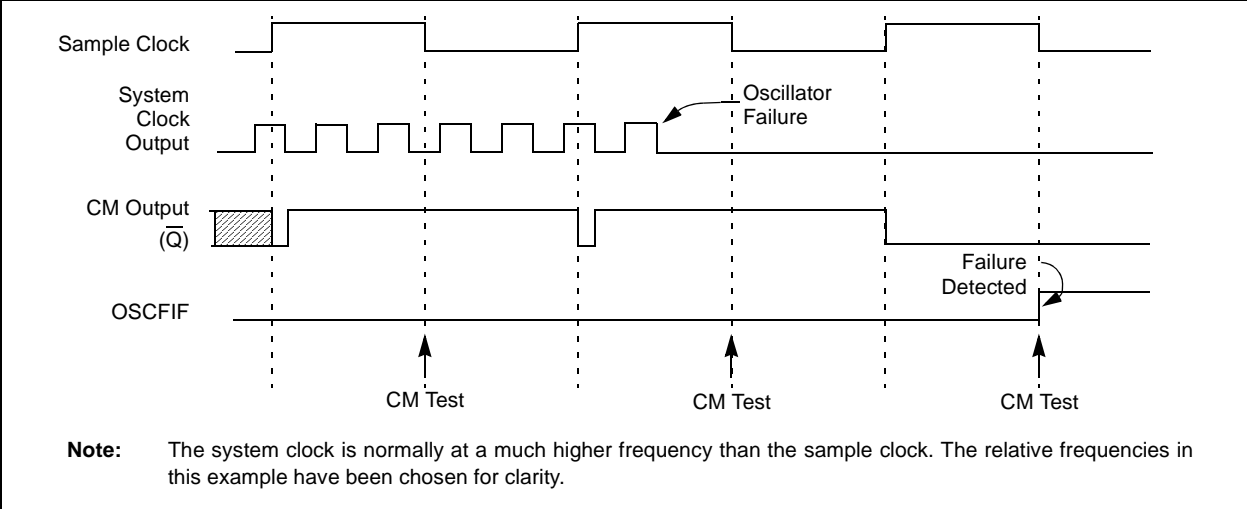 Sample Clock
System
Clock
Output
Oscillator
Failure
CM Output
(Q̅)
Failure
Detected
OSCFIF
CM Test
CM Test
CM Test
Note: The system clock is normally at a much higher frequency than the sample clock. The relative frequencies in
this example have been chosen for clarity.